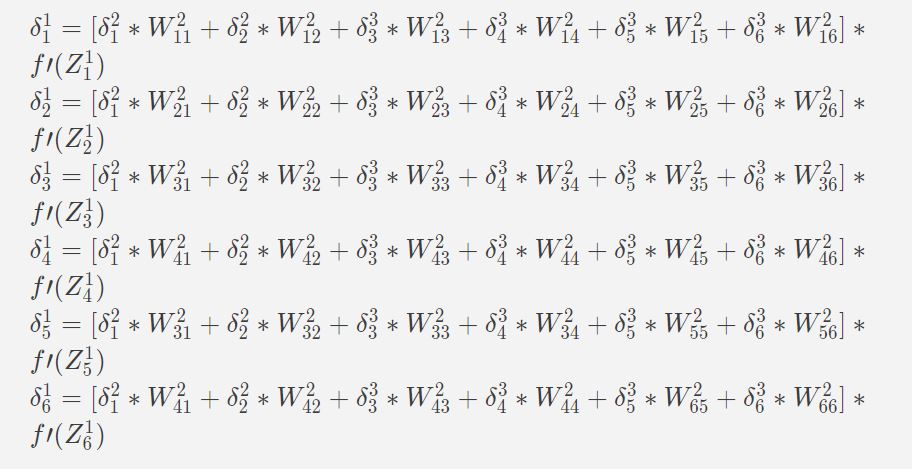 δ₁¹ = [δ₁² * W₁₁² + δ₂² * W₁₂² + δ₃³ * W₁₃² + δ₄³ * W₁₄² + δ₅³ * W₁₅² + δ₆³ * W₁₆²] *
f′(Z₁¹)
δ₂¹ = [δ₁² * W₂₁² + δ₂² * W₂₂² + δ₃³ * W₂₃² + δ₄³ * W₂₄² + δ₅³ * W₂₅² + δ₆³ * W₂₆²] *
f′(Z₂¹)
δ₃¹ = [δ₁² * W₃₁² + δ₂² * W₃₂² + δ₃³ * W₃₃² + δ₄³ * W₃₄² + δ₅³ * W₃₅² + δ₆³ * W₃₆²] *
f′(Z₃¹)
δ₄¹ = [δ₁² * W₄₁² + δ₂² * W₄₂² + δ₃³ * W₄₃² + δ₄³ * W₄₄² + δ₅³ * W₄₅² + δ₆³ * W₄₆²] *
f′(Z₄¹)
δ₅¹ = [δ₁² * W₃₁² + δ₂² * W₃₂² + δ₃³ * W₃₃² + δ₄³ * W₃₄² + δ₅³ * W₅₅² + δ₆³ * W₅₆²] *
f′(Z₅¹)
δ₆¹ = [δ₁² * W₄₁² + δ₂² * W₄₂² + δ₃³ * W₄₃² + δ₄³ * W₄₄² + δ₅³ * W₆₅² + δ₆³ * W₆₆²] *
f′(Z₆¹)